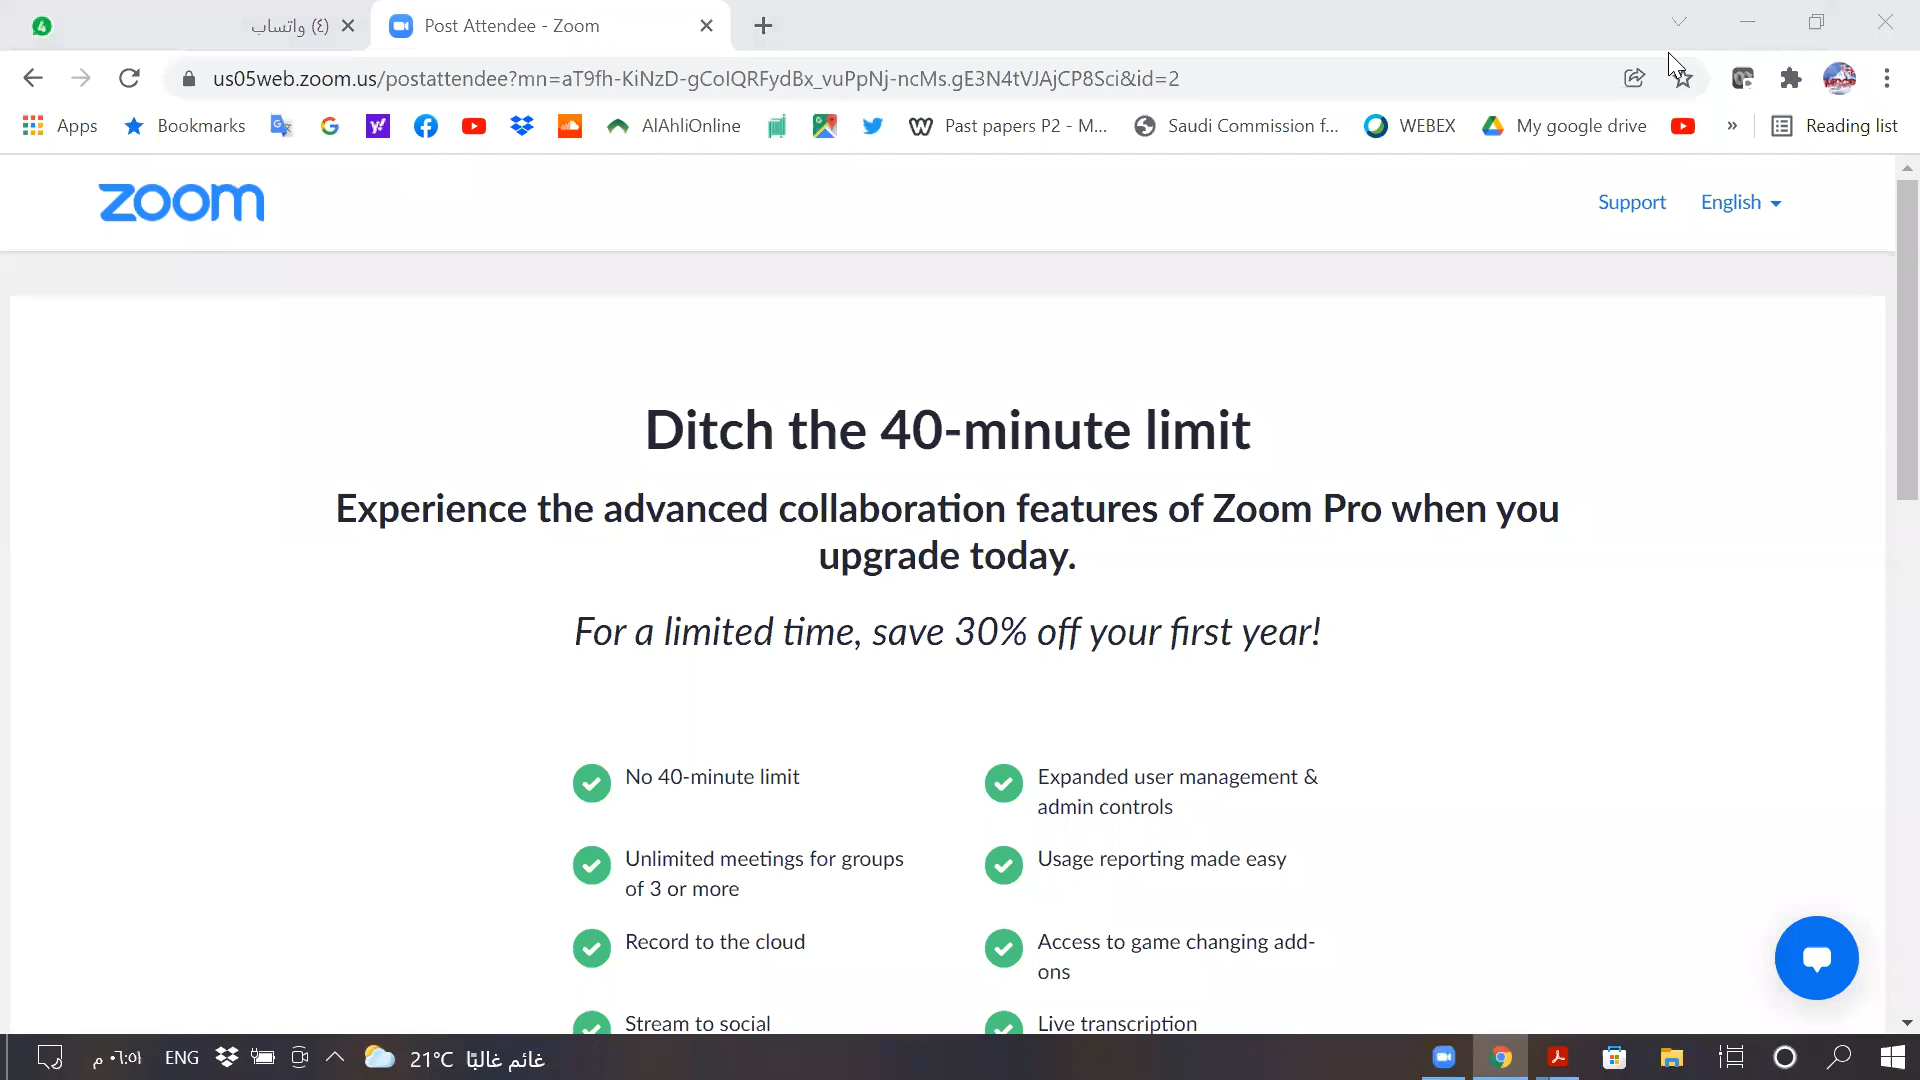 4
(٤) واتساب
Post Attendee - Zoom
us05web.zoom.us/postattendee?mn=aT9fh-KiNzD-gCoIQRFydBx_vuPpNj-ncMs.gE3N4tVJAjCP8Sci&id=2
Apps
Bookmarks
AlAhliOnline
Past papers P2 - M...
Saudi Commission f...
WEBEX
My google drive
»
Reading list
zoom
Support
English
Ditch the 40-minute limit
Experience the advanced collaboration features of Zoom Pro when you
upgrade today.
For a limited time, save 30% off your first year!
No 40-minute limit
Expanded user management &
admin controls
Unlimited meetings for groups
of 3 or more
Usage reporting made easy
Record to the cloud
Access to game changing add-
ons
Stream to social
Live transcription
٠٦:٥١ م
ENG
21°C غائم غالبًا